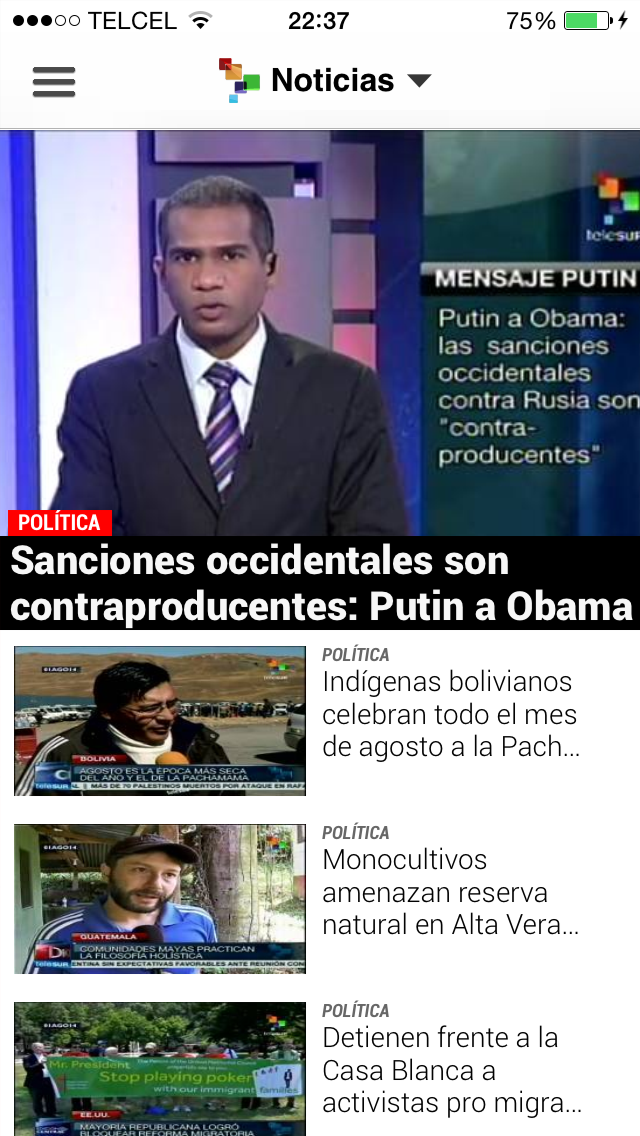 TELCEL
22:37
75%
Noticias
telesur
MENSAJE PUTIN
Putin a Obama:
las sanciones
occidentales
contra Rusia son
"contra-
producentes"
POLÍTICA
Sanciones occidentales son
contraproducentes: Putin a Obama
01AGO14
BOLIVIA
AGOSTO ES LA ÉPOCA MÁS SECA
DEL AÑO Y EL DE LA PACHAMAMA
teleSUR
MÁS DE 70 PALESTINOS MUERTOS POR ATAQUE EN RAF
POLÍTICA
Indígenas bolivianos
celebran todo el mes
de agosto a la Pach...
01AGO14
GUATEMALA
COMUNIDADES MAYAS PRACTICAN
LA FILOSOFÍA HOLÍSTICA
teleSUR
ENTINA SIN EXPECTATIVAS FAVORABLES ANTE REUNIÓN CON
POLÍTICA
Monocultivos
amenazan reserva
natural en Alta Vera...
01AGO14
Mr. President
Stop playing poker
with our immigrant families
EE.UU.
MAYORÍA REPUBLICANA LOGRÓ
BLOQUEAR REFORMA MIGRATORIA
POLÍTICA
Detienen frente a la
Casa Blanca a
activistas pro migra...